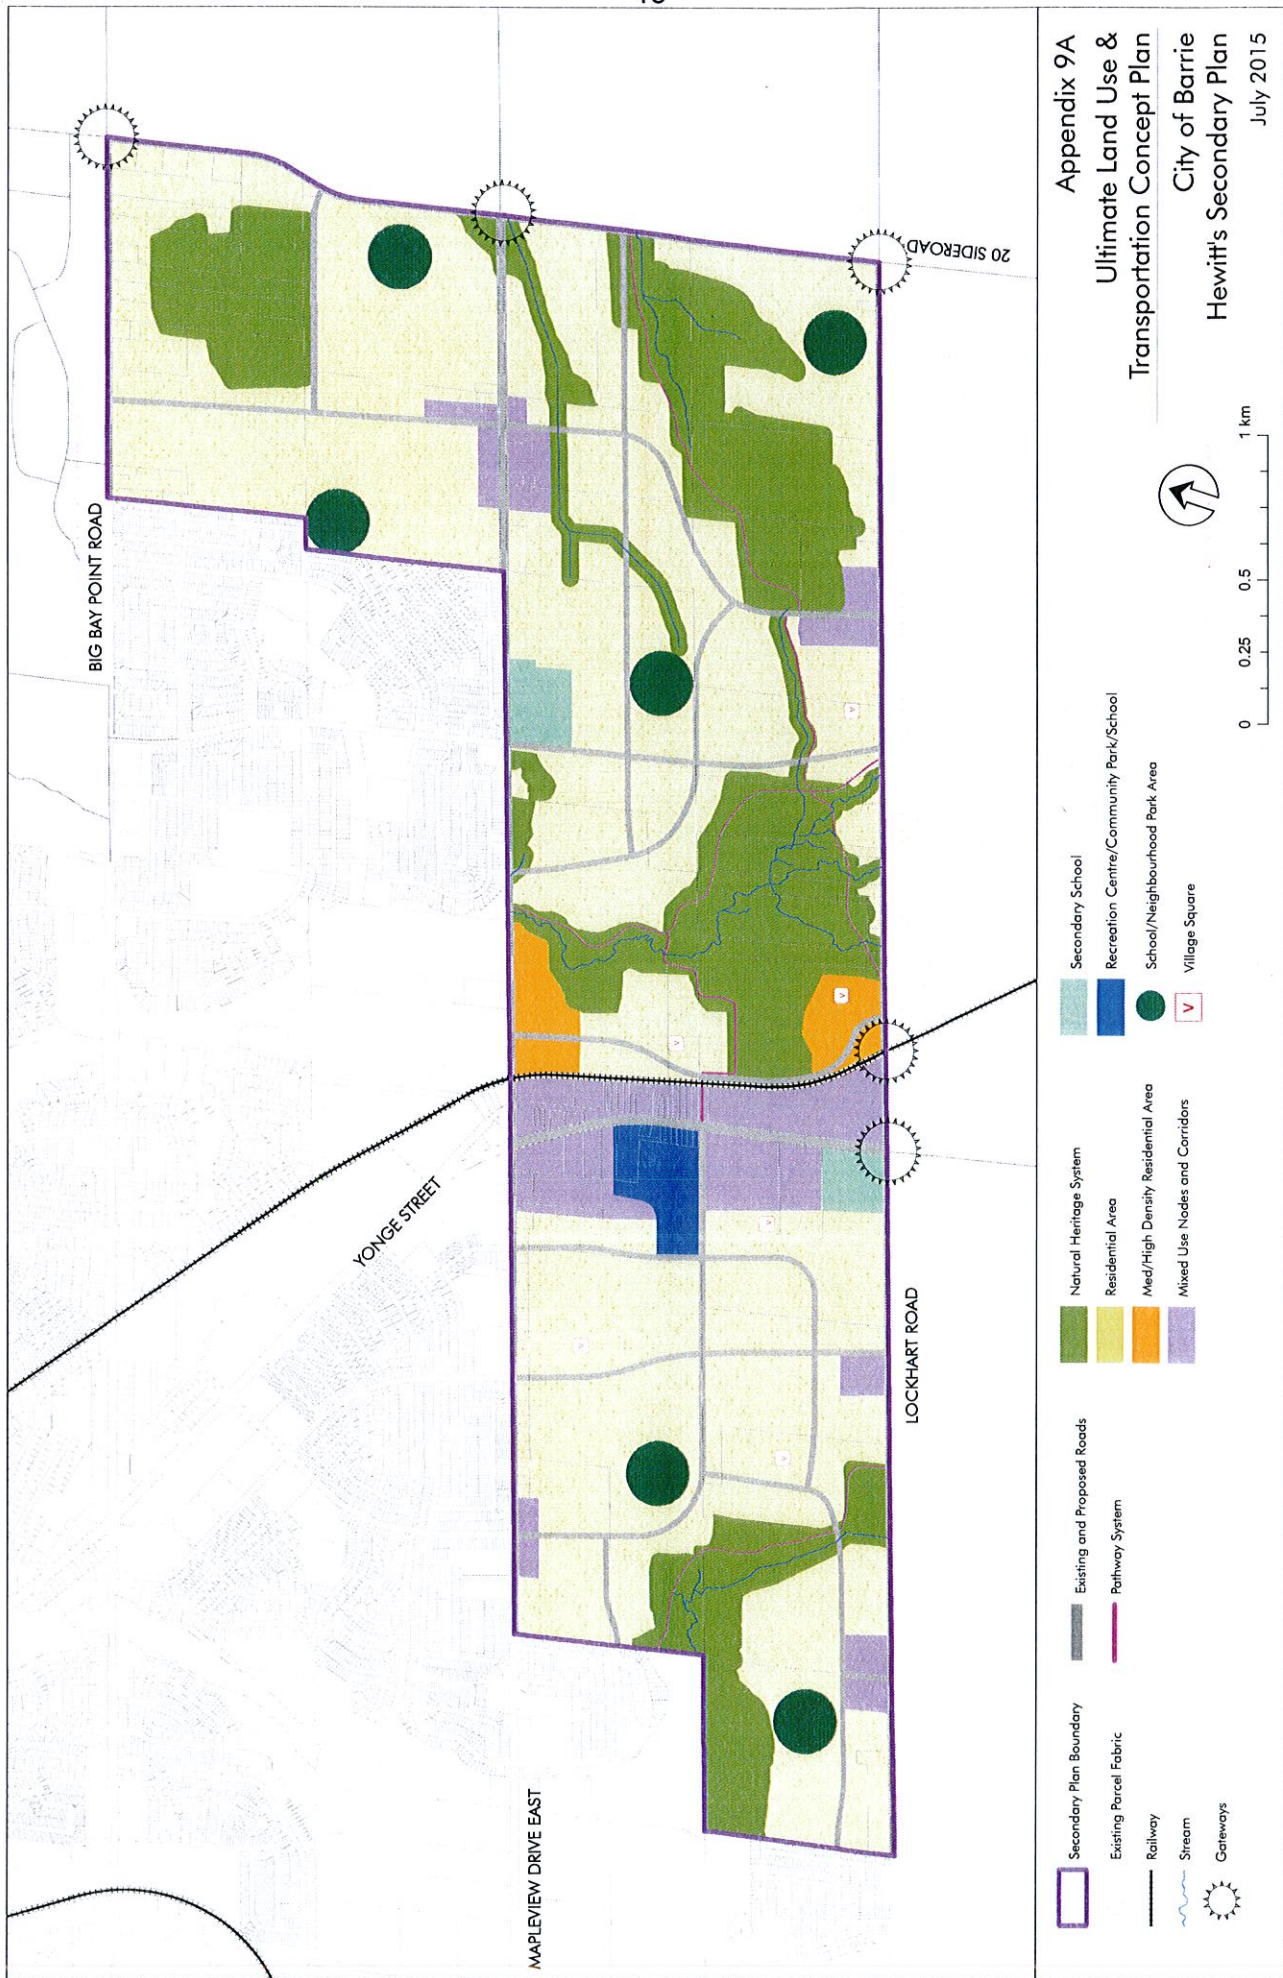 BIG BAY POINT ROAD
20 SIDEROAD
YONGE STREET
MAPLEVIEW DRIVE EAST
LOCKHART ROAD
V
V
V
V
V
V
Appendix 9A
Ultimate Land Use &
Transportation Concept Plan
City of Barrie
Hewitt's Secondary Plan
July 2015
Secondary Plan Boundary
Existing Parcel Fabric
Railway
Stream
Gateways
Existing and Proposed Roads
Pathway System
Natural Heritage System
Residential Area
Med/High Density Residential Area
Mixed Use Nodes and Corridors
Secondary School
Recreation Centre/Community Park/School
School/Neighbourhood Park Area
V Village Square
0 0.25 0.5 1 km